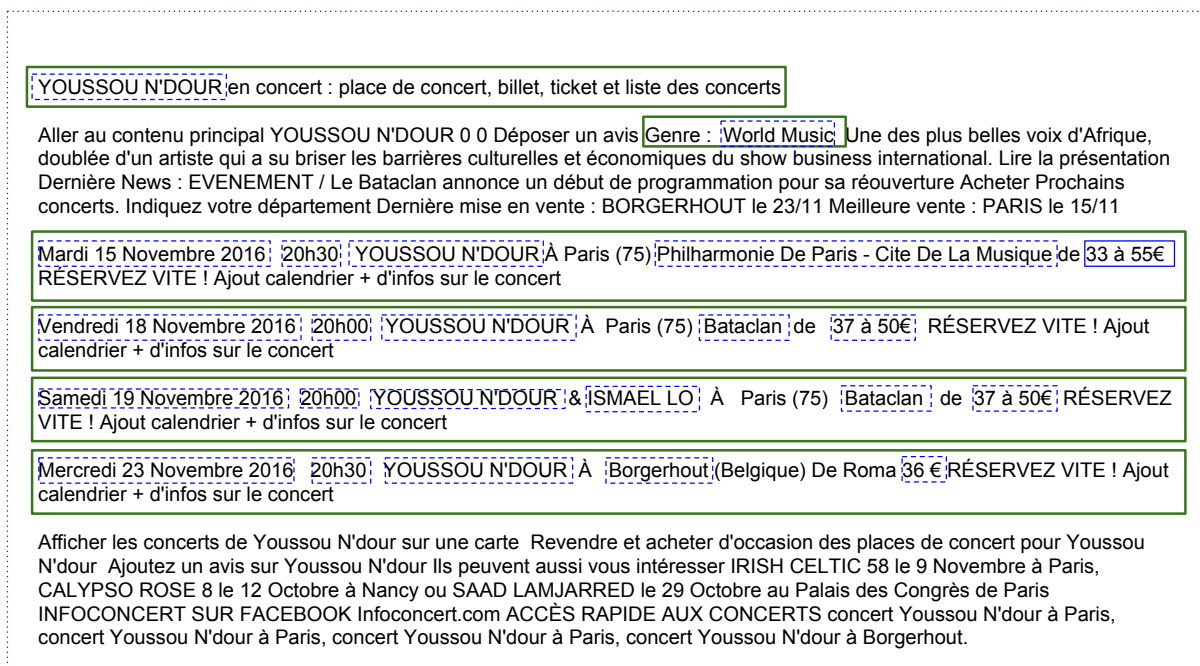 YOUSSOU N'DOUR en concert : place de concert, billet, ticket et liste des concerts
Aller au contenu principal YOUSSOU N'DOUR 0 0 Déposer un avis Genre : World Music Une des plus belles voix d'Afrique,
doublée d'un artiste qui a su briser les barrières culturelles et économiques du show business international. Lire la présentation
Dernière News : EVENEMENT / Le Bataclan annonce un début de programmation pour sa réouverture Acheter Prochains
concerts. Indiquez votre département Dernière mise en vente : BORGERHOUT le 23/11 Meilleure vente : PARIS le 15/11
Mardi 15 Novembre 2016 20h30 YOUSSOU N'DOUR À Paris (75) Philharmonie De Paris - Cite De La Musique de 33 à 55€
RÉSERVEZ VITE ! Ajout calendrier + d'infos sur le concert
Vendredi 18 Novembre 2016 20h00 YOUSSOU N'DOUR À Paris (75) Bataclan de 37 à 50€ RÉSERVEZ VITE ! Ajout
calendrier + d'infos sur le concert
Samedi 19 Novembre 2016 20h00 YOUSSOU N'DOUR & ISMAEL LO À Paris (75) Bataclan de 37 à 50€ RÉSERVEZ
VITE ! Ajout calendrier + d'infos sur le concert
Mercredi 23 Novembre 2016 20h30 YOUSSOU N'DOUR À Borgerhout (Belgique) De Roma 36 € RÉSERVEZ VITE ! Ajout
calendrier + d'infos sur le concert
Afficher les concerts de Youssou N'dour sur une carte Revendre et acheter d'occasion des places de concert pour Youssou
N'dour Ajoutez un avis sur Youssou N'dour Ils peuvent aussi vous intéresser IRISH CELTIC 58 le 9 Novembre à Paris,
CALYPSO ROSE 8 le 12 Octobre à Nancy ou SAAD LAMJARRED le 29 Octobre au Palais des Congrès de Paris
INFOCONCERT SUR FACEBOOK Infoconcert.com ACCÈS RAPIDE AUX CONCERTS concert Youssou N'dour à Paris,
concert Youssou N'dour à Paris, concert Youssou N'dour à Paris, concert Youssou N'dour à Borgerhout.